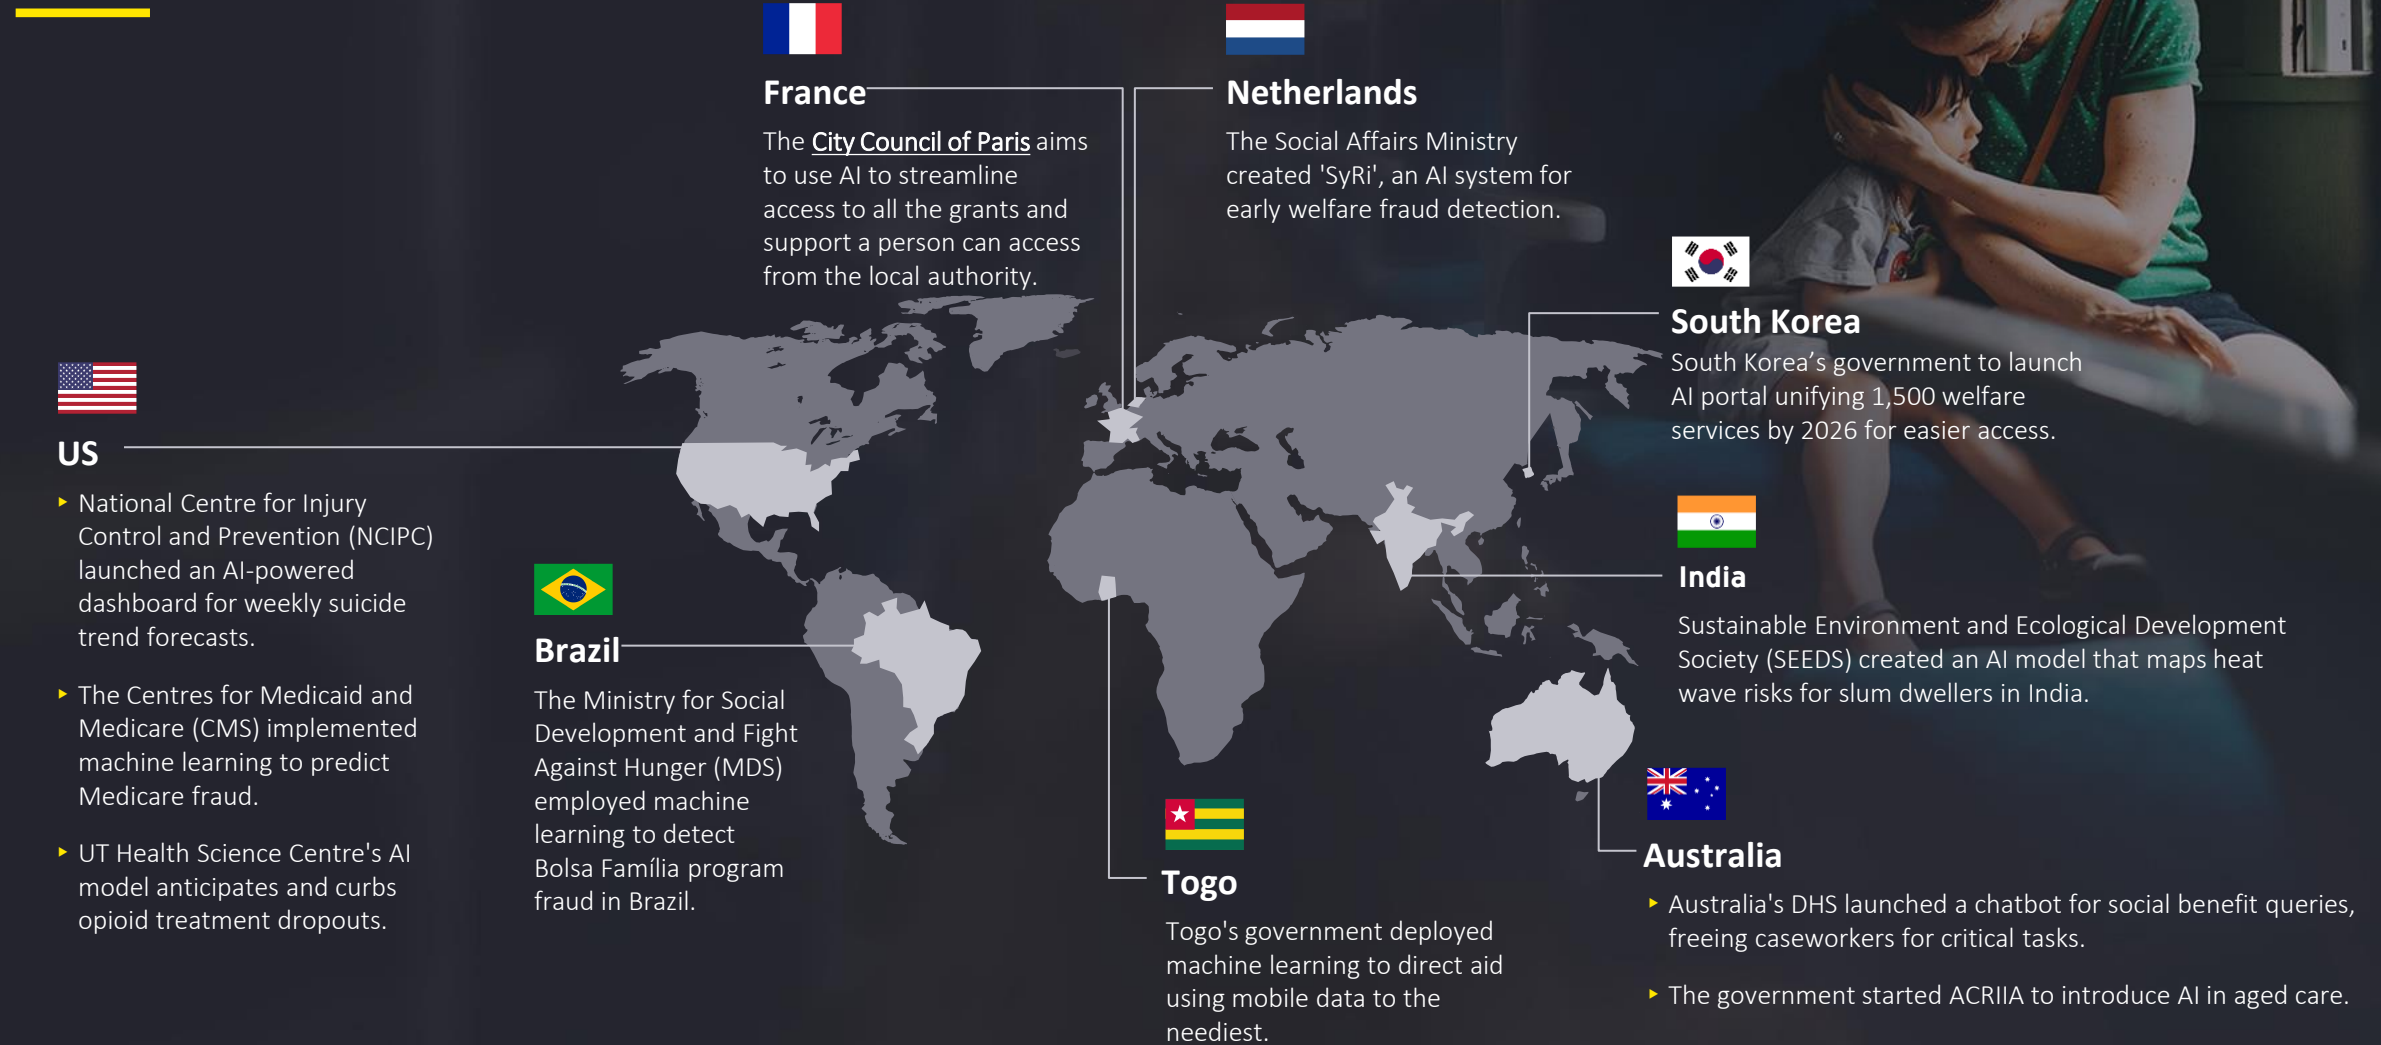 France
The City Council of Paris aims
to use AI to streamline
access to all the grants and
support a person can access
from the local authority.
Netherlands
The Social Affairs Ministry
created 'SyRi', an AI system for
early welfare fraud detection.
South Korea
South Korea’s government to launch
AI portal unifying 1,500 welfare
services by 2026 for easier access.
US
‣ National Centre for Injury
Control and Prevention (NCIPC)
launched an AI-powered
dashboard for weekly suicide
trend forecasts.
‣ The Centres for Medicaid and
Medicare (CMS) implemented
machine learning to predict
Medicare fraud.
‣ UT Health Science Centre's AI
model anticipates and curbs
opioid treatment dropouts.
Brazil
The Ministry for Social
Development and Fight
Against Hunger (MDS)
employed machine
learning to detect
Bolsa Família program
fraud in Brazil.
India
Sustainable Environment and Ecological Development
Society (SEEDS) created an AI model that maps heat
wave risks for slum dwellers in India.
Togo
Togo's government deployed
machine learning to direct aid
using mobile data to the
neediest.
Australia
‣ Australia's DHS launched a chatbot for social benefit queries,
freeing caseworkers for critical tasks.
‣ The government started ACRIIA to introduce AI in aged care.